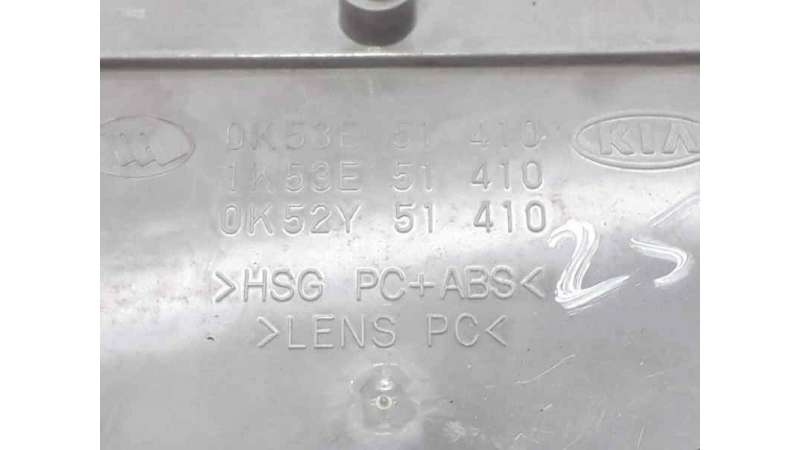 0K53E 51 410 KIA
1K53E 51 410
0K52Y 51 410
25
>HSG PC+ABS<
>LENS PC<